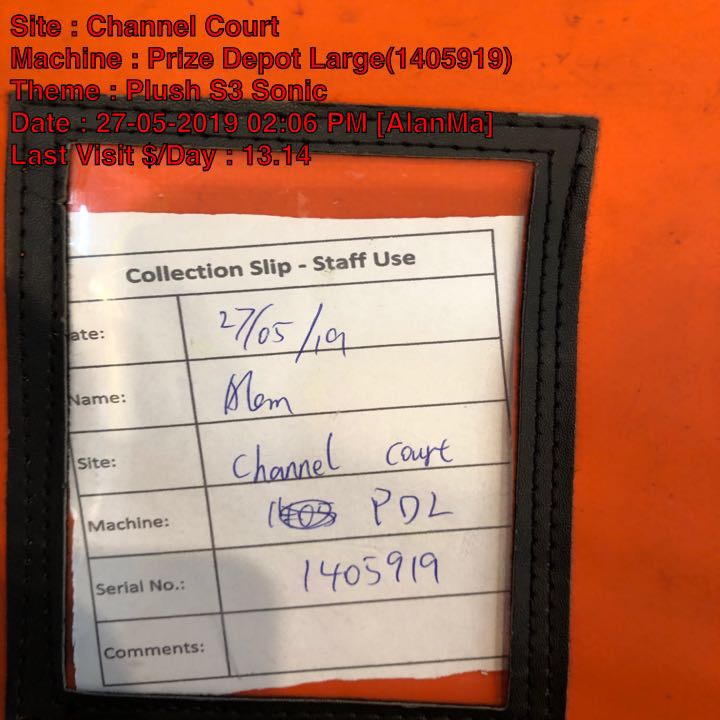 Site : Channel Court
Machine : Prize Depot Large(1405919)
Theme : Plush S3 Sonic
Date : 27-05-2019 02:06 PM [AlanMa]
Last Visit $/Day : 13.14
Collection Slip - Staff Use
ate: 27/05/19
Name: Alan
Site: Channel Court
Machine: PDL
Serial No.: 1405919
Comments: